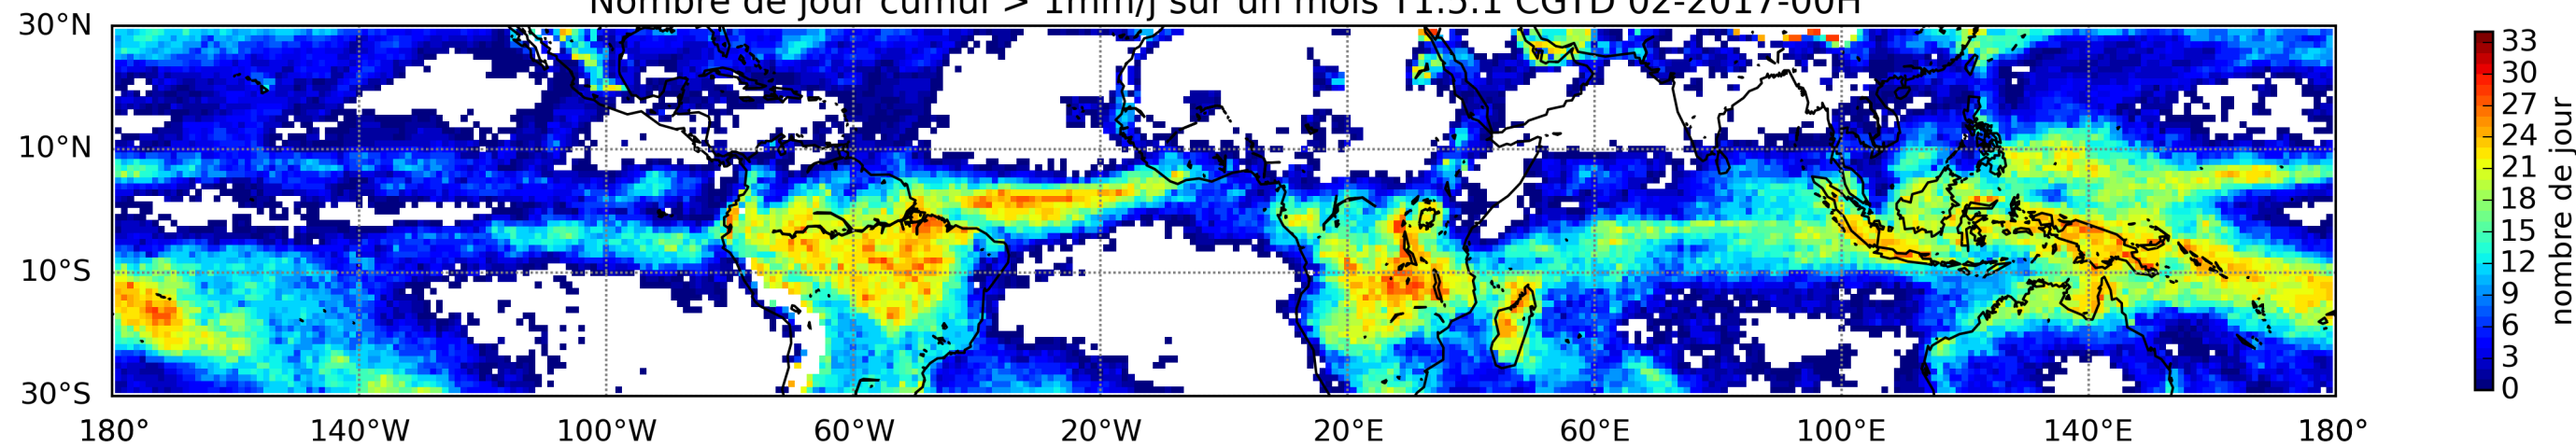 Nombre de jour cumul > 1mm/j sur un mois T1.5.1 CGTD 02-2017-00H
30°N
10°N
10°S
30°S
180°
140°W
100°W
60°W
20°W
20°E
60°E
100°E
140°E
180°
33
30
27
24
21
18
15
12
9
6
3
0
nombre de jour